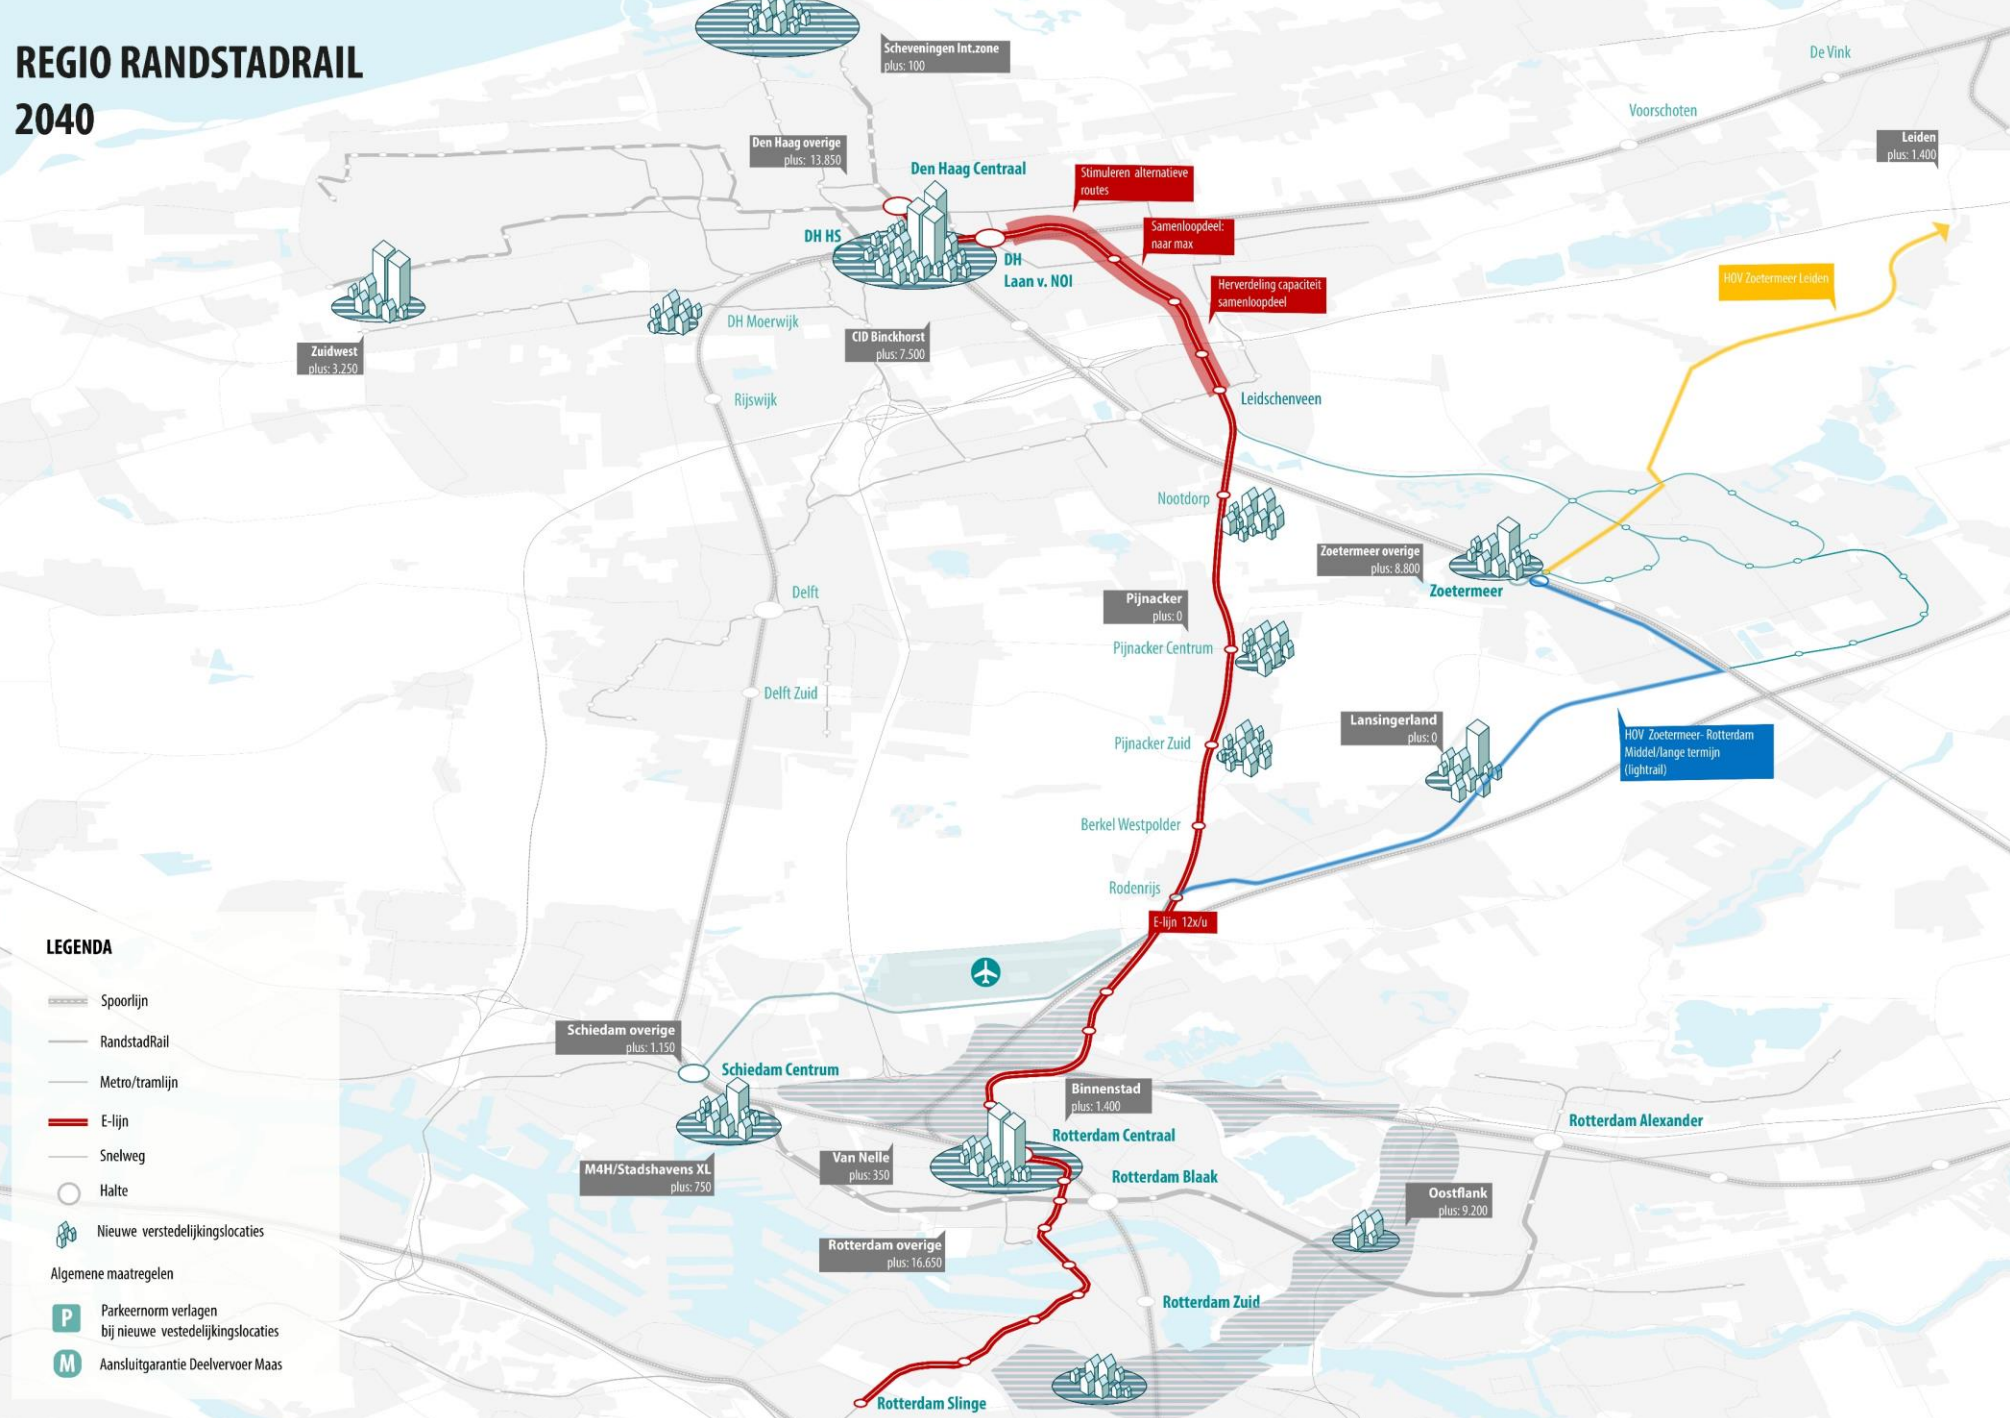 REGIO RANDSTADRAIL
2040
Scheveningen Int.zone
plus: 100
De Vink
Voorschoten
Leiden
plus: 1.400
Den Haag overige
plus: 13.850
Den Haag Centraal
Stimuleren alternatieve
routes
Samenloopdeel:
naar max
DH HS
DH
Laan v. NOI
Herverdeling capaciteit
samenloopdeel
HOV Zoetermeer Leiden
DH Moerwijk
CID Binckhorst
plus: 7.500
Zuidwest
plus: 3.250
Rijswijk
Leidschenveen
Nootdorp
Zoetermeer overige
plus: 8.800
Zoetermeer
Delft
Pijnacker
plus: 0
Pijnacker Centrum
Delft Zuid
Lansingerland
plus: 0
Pijnacker Zuid
HOV Zoetermeer- Rotterdam
Middel/lange termijn
(lightrail)
Berkel Westpolder
Rodenrijs
E-lijn 12x/u
LEGENDA
Spoorlijn
RandstadRail
Metro/tramlijn
E-lijn
Snelweg
Halte
Nieuwe verstedelijkingslocaties
Algemene maatregelen
P
Parkeernorm verlagen
bij nieuwe vestedelijkingslocaties
M
Aansluitgarantie Deelvervoer Maas
Schiedam overige
plus: 1.150
Schiedam Centrum
Binnenstad
plus: 1.400
Rotterdam Centraal
Rotterdam Alexander
M4H/Stadshavens XL
plus: 750
Van Nelle
plus: 350
Rotterdam Blaak
Oostflank
plus: 9.200
Rotterdam overige
plus: 16.650
Rotterdam Zuid
Rotterdam Slinge